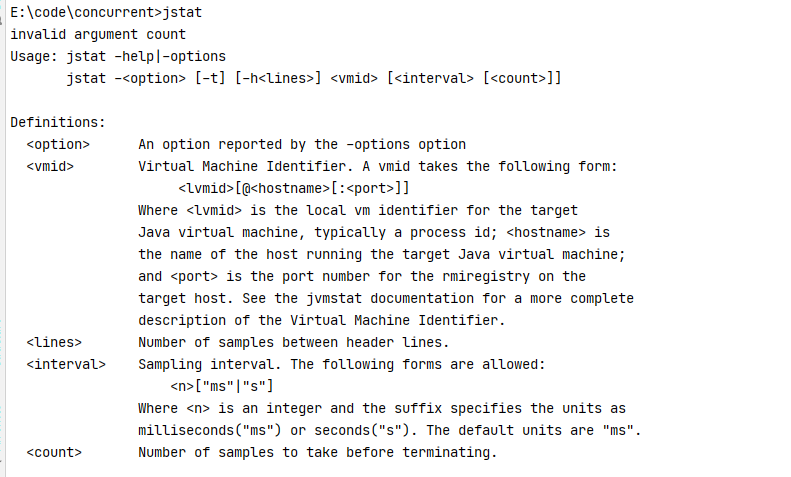 E:\code\concurrent>jstat
invalid argument count
Usage: jstat -help|-options
       jstat -<option> [-t] [-h<lines>] <vmid> [<interval> [<count>]]

Definitions:
  <option>      An option reported by the -options option
  <vmid>        Virtual Machine Identifier. A vmid takes the following form:
                     <lvmid>[@<hostname>[:<port>]]
                Where <lvmid> is the local vm identifier for the target
                Java virtual machine, typically a process id; <hostname> is
                the name of the host running the target Java virtual machine;
                and <port> is the port number for the rmiregistry on the
                target host. See the jvmstat documentation for a more complete
                description of the Virtual Machine Identifier.
  <lines>       Number of samples between header lines.
  <interval>    Sampling interval. The following forms are allowed:
                    <n>["ms"|"s"]
                Where <n> is an integer and the suffix specifies the units as
                milliseconds("ms") or seconds("s"). The default units are "ms".
  <count>       Number of samples to take before terminating.